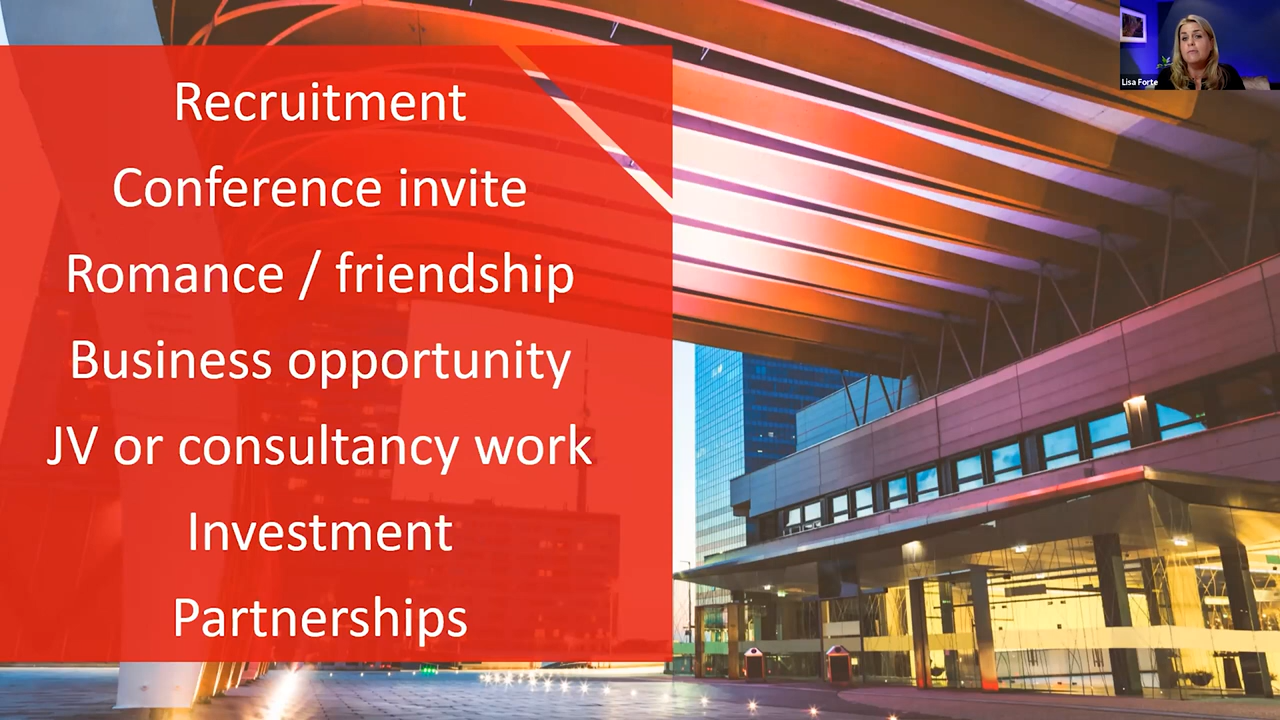 Recruitment
Conference invite
Romance / friendship
Business opportunity
JV or consultancy work
Investment
Partnerships
Lisa Forte